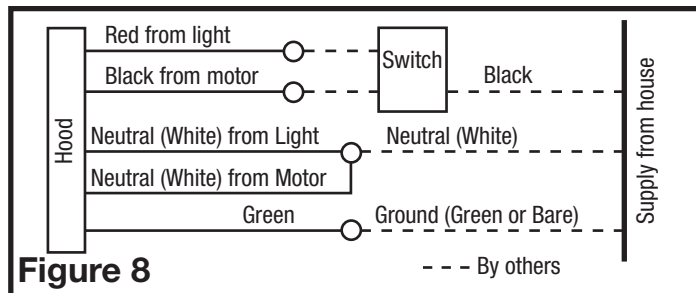 Red from light
Switch
Black from motor
Black
Hood
Neutral (White) from Light
Neutral (White)
Neutral (White) from Motor
Supply from house
Green
Ground (Green or Bare)
Figure 8
- - - - By others